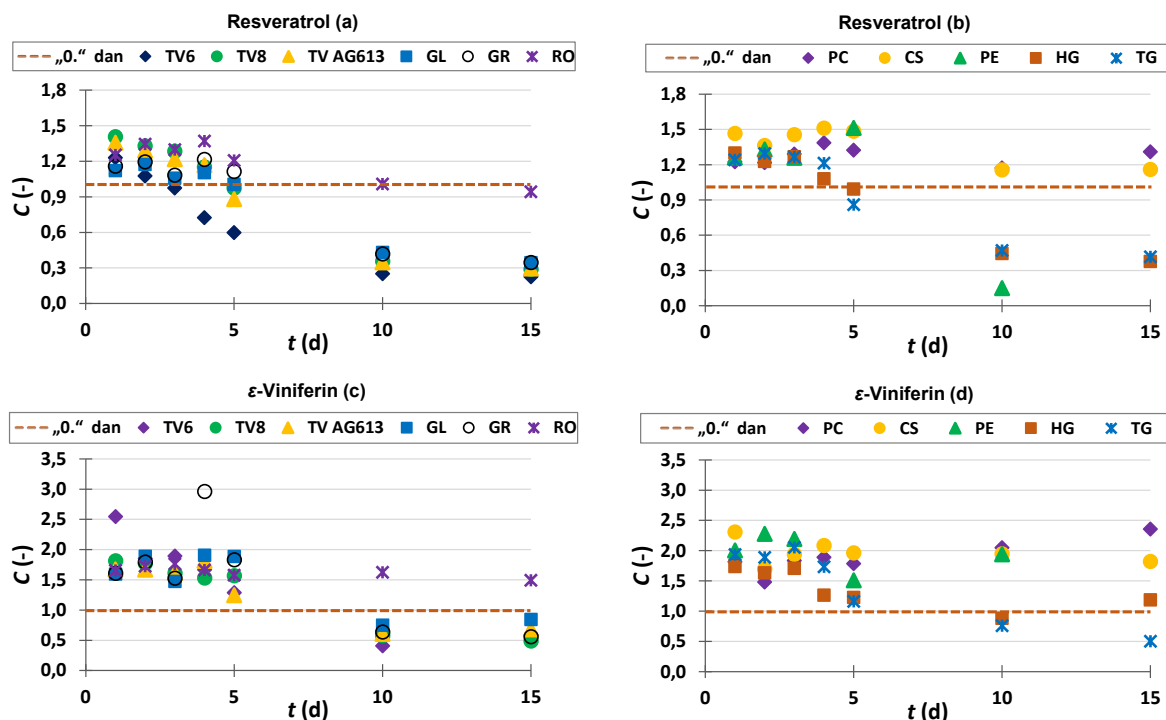 Resveratrol (a)
„0.“ dan TV6 TV8 TV AG613 GL GR RO
1,8
1,5
1,2
0,9
0,6
0,3
0,0
C (-)
0 5 10 15
t (d)
Resveratrol (b)
„0.“ dan PC CS PE HG TG
1,8
1,5
1,2
0,9
0,6
0,3
0,0
C (-)
0 5 10 15
t (d)
ε-Viniferin (c)
„0.“ dan TV6 TV8 TV AG613 GL GR RO
3,5
3,0
2,5
2,0
1,5
1,0
0,5
0,0
C (-)
0 5 10 15
t (d)
ε-Viniferin (d)
„0.“ dan PC CS PE HG TG
3,5
3,0
2,5
2,0
1,5
1,0
0,5
0,0
C (-)
0 5 10 15
t (d)